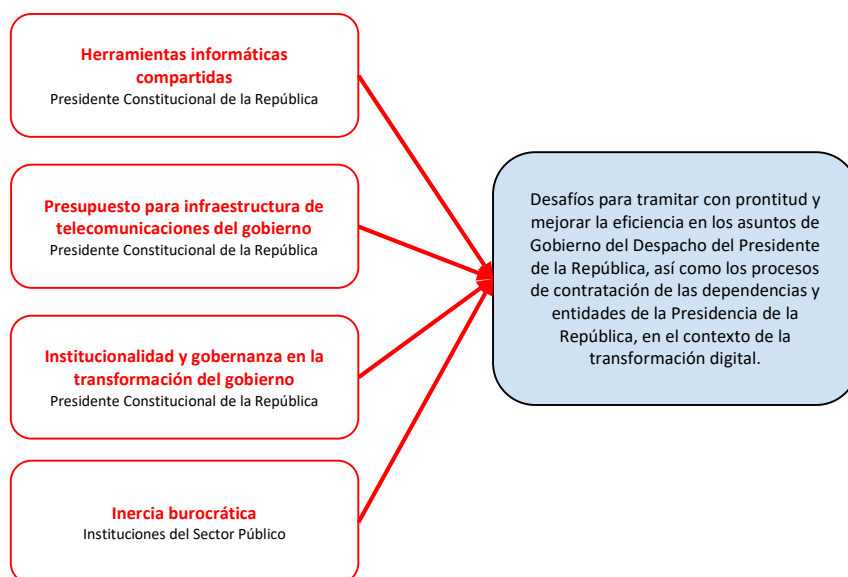 Herramientas informáticas
compartidas
Presidente Constitucional de la República
Presupuesto para infraestructura de
telecomunicaciones del gobierno
Presidente Constitucional de la República
Institucionalidad y gobernanza en la
transformación del gobierno
Presidente Constitucional de la República
Inercia burocrática
Instituciones del Sector Público
Desafíos para tramitar con prontitud y
mejorar la eficiencia en los asuntos de
Gobierno del Despacho del Presidente
de la República, así como los procesos
de contratación de las dependencias y
entidades de la Presidencia de la
República, en el contexto de la
transformación digital.